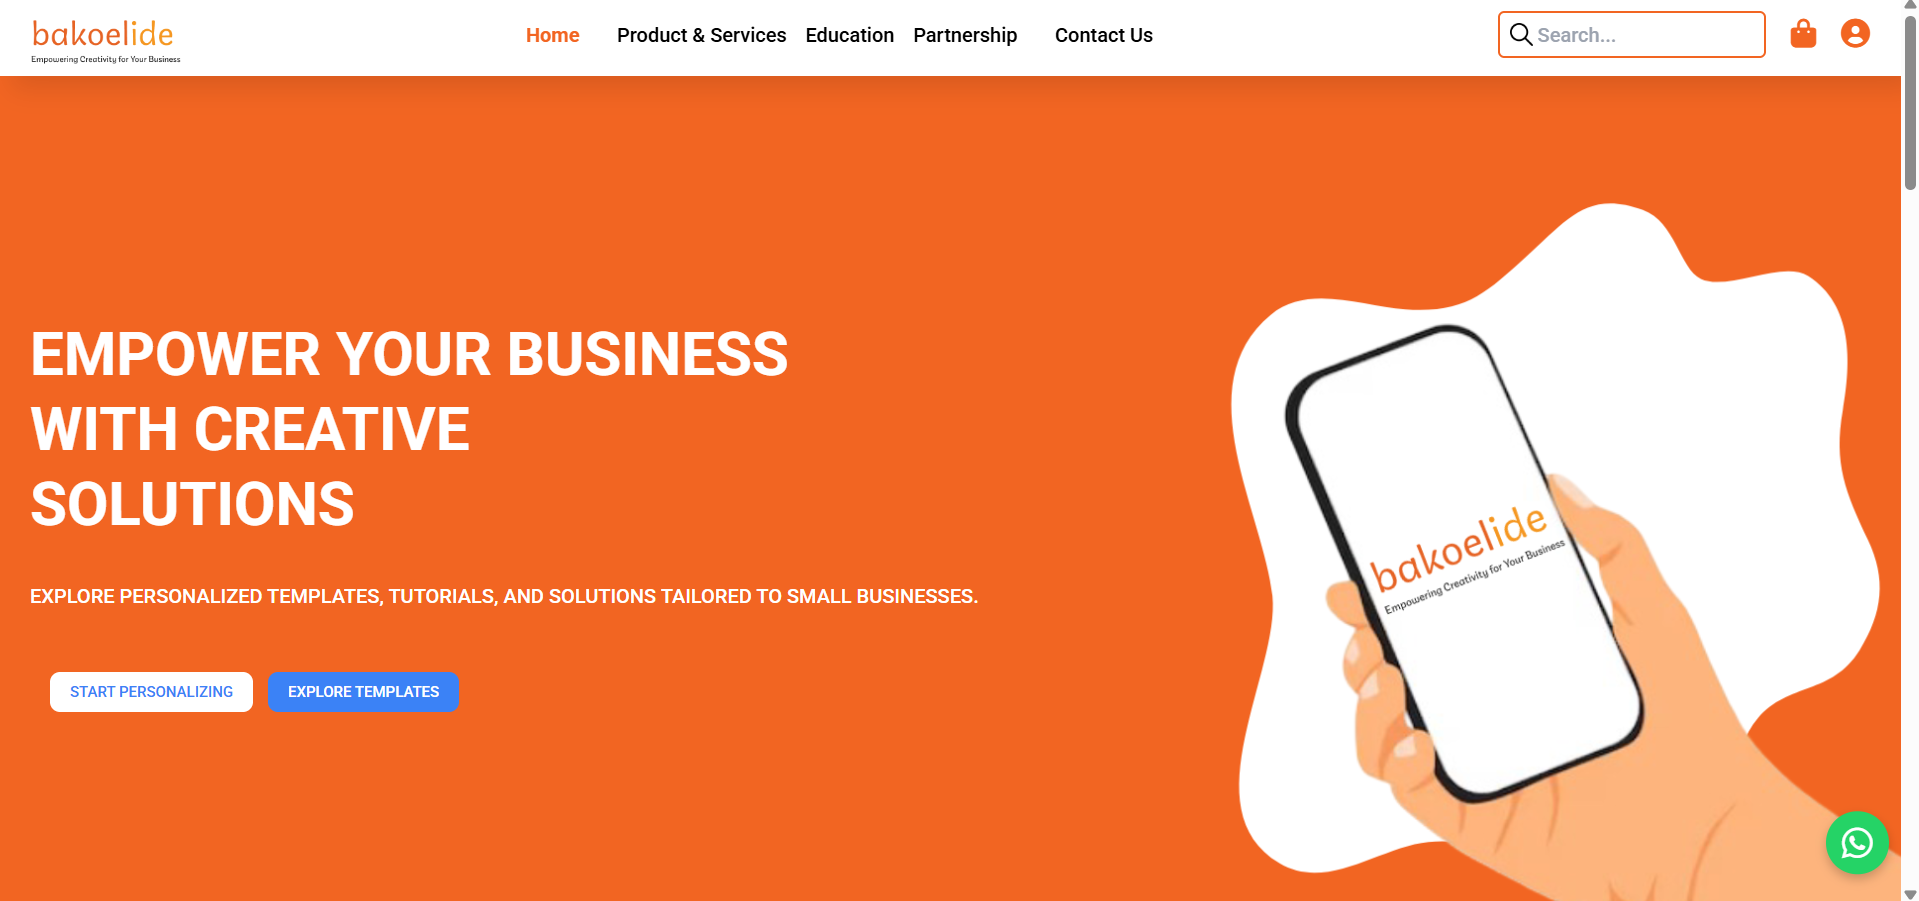 bakoelide
Empowering Creativity for Your Business
Home Product & Services Education Partnership Contact Us
Search...
EMPOWER YOUR BUSINESS
WITH CREATIVE
SOLUTIONS
EXPLORE PERSONALIZED TEMPLATES, TUTORIALS, AND SOLUTIONS TAILORED TO SMALL BUSINESSES.
START PERSONALIZING EXPLORE TEMPLATES
bakoelide
Empowering Creativity for Your Business